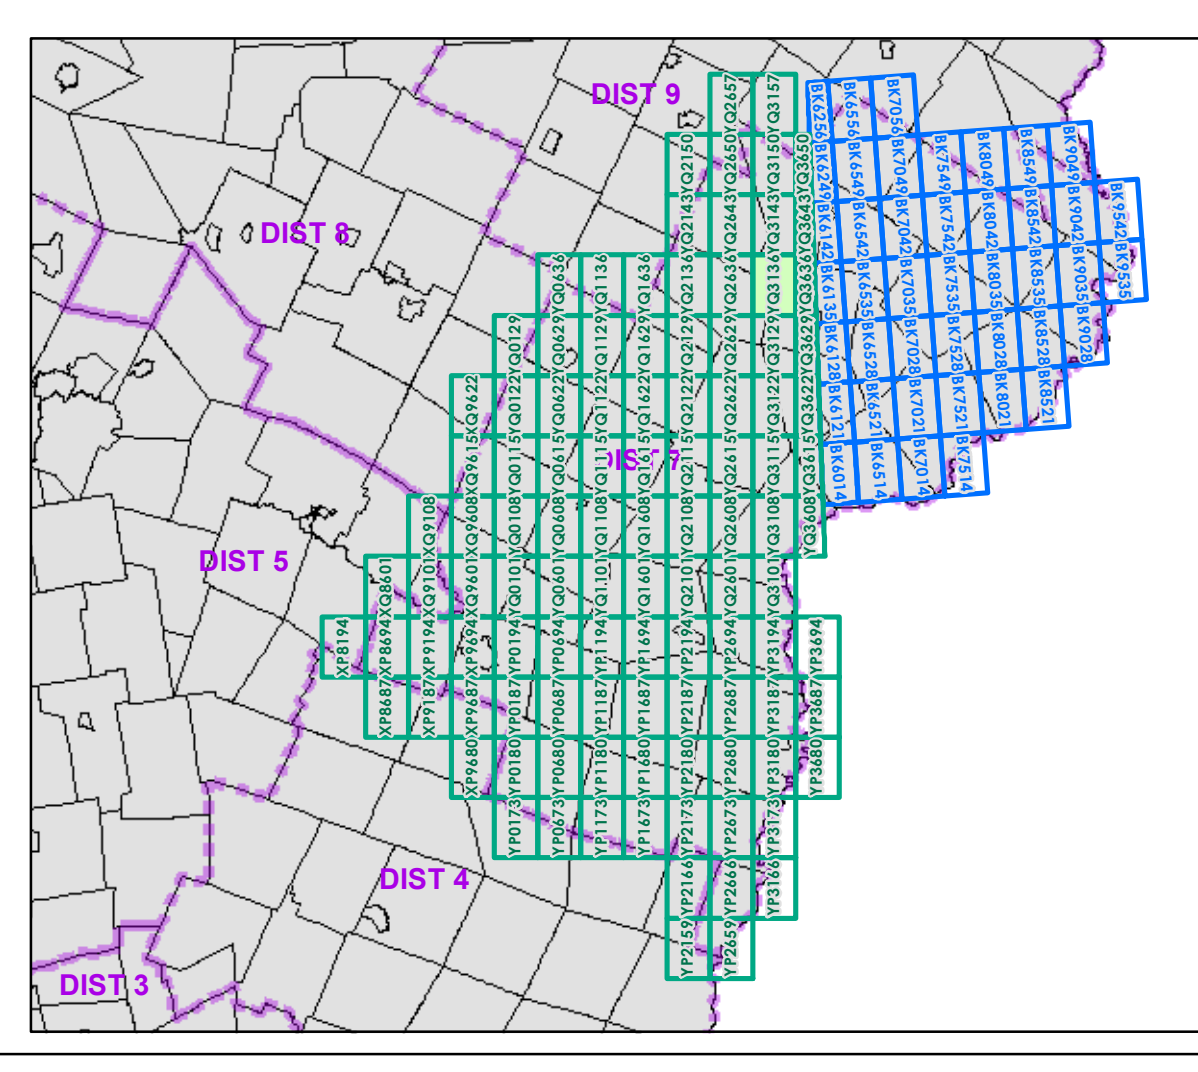 DIST 9
YQ2657 YQ3157
BK6256 BK6556 BK7056
YQ2150 YQ2650 YQ3150 YQ3650
BK6249 BK6549 BK7049 BK7549 BK8049 BK8549 BK9049
DIST 8
YQ2143 YQ2643 YQ3143 YQ3643
BK6142 BK6542 BK7042 BK7542 BK8042 BK8542 BK9042 BK9542
YQ0636 YQ1136 YQ1636 YQ2136 YQ2636 YQ3136 YQ3636
BK6135 BK6535 BK7035 BK7535 BK8035 BK8535 BK9035 BK9535
YQ0129 YQ0629 YQ1129 YQ1629 YQ2129 YQ2629 YQ3129 YQ3629
BK6128 BK6528 BK7028 BK7528 BK8028 BK8528 BK9028
XQ9622 YQ0122 YQ0622 YQ1122 YQ1622 YQ2122 YQ2622 YQ3122 YQ3622
BK6121 BK6521 BK7021 BK7521 BK8021 BK8521
XQ9615 YQ0115 YQ0615 YQ1115 YQ1615 YQ2115 YQ2615 YQ3115 YQ3615
DIST 7
BK6014 BK6514 BK7014 BK7514
XQ9108 XQ9608 YQ0108 YQ0608 YQ1108 YQ1608 YQ2108 YQ2608 YQ3108 YQ3608
DIST 5
XQ8601 XQ9101 XQ9601 YQ0101 YQ0601 YQ1101 YQ1601 YQ2101 YQ2601 YQ3101
XP8194 XP8694 XP9194 XP9694 YP0194 YP0694 YP1194 YP1694 YP2194 YP2694 YP3194 YP3694
XP8687 XP9187 XP9687 YP0187 YP0687 YP1187 YP1687 YP2187 YP2687 YP3187 YP3687
XP9680 YP0180 YP0680 YP1180 YP1680 YP2180 YP2680 YP3180 YP3680
YP0173 YP0673 YP1173 YP1673 YP2173 YP2673 YP3173
DIST 4
YP2166 YP2666 YP3166
YP2159 YP2659
DIST 3